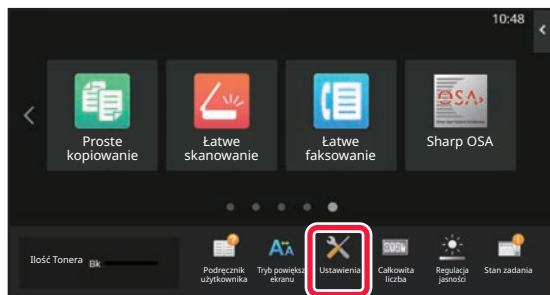 10:48
Proste
kopiowanie
Łatwe
skanowanie
Łatwe
faksowanie
OSA
Sharp OSA
Ilość Tonera
Bk
Podręcznik
użytkownika
Tryb powiększ
ekranu
Ustawienia
Całkowita
liczba
Regulacja
jasności
Stan zadania